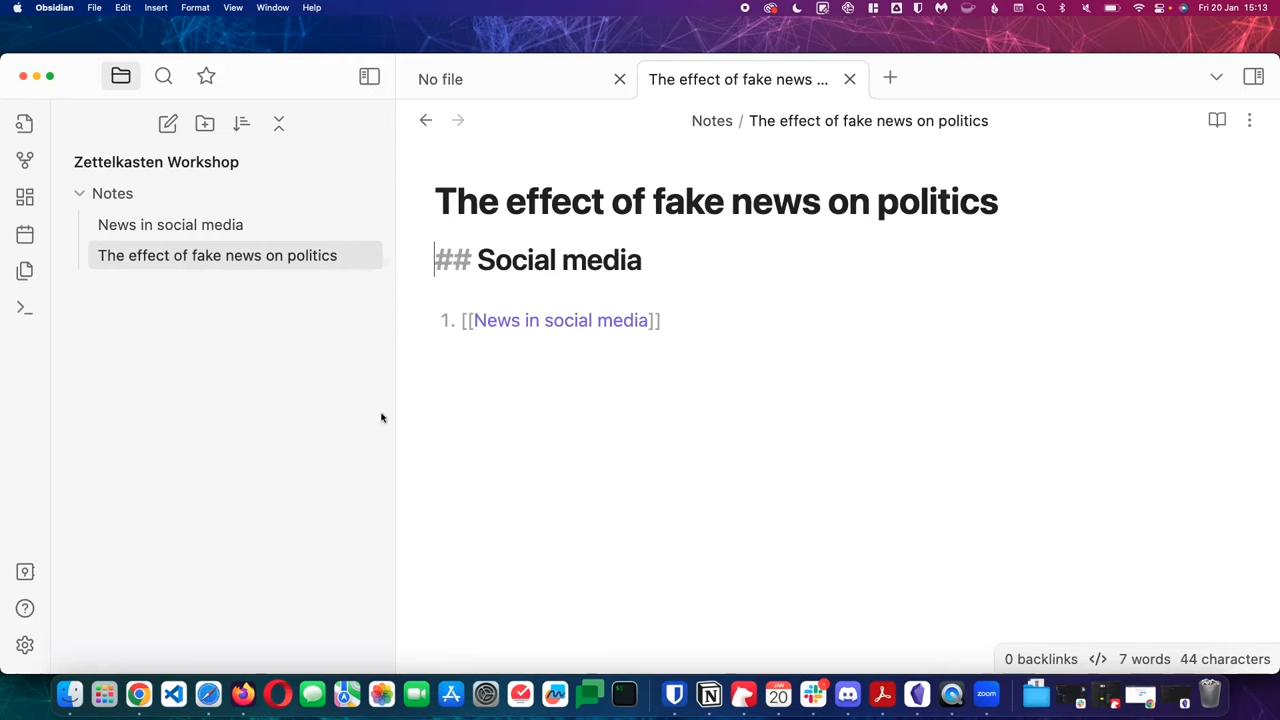 Obsidian File Edit Insert Format View Window Help Fri 20 Jan 15:13
No file The effect of fake news ...
Notes / The effect of fake news on politics
Zettelkasten Workshop
Notes
News in social media
The effect of fake news on politics
The effect of fake news on politics
## Social media
1. [[News in social media]]
0 backlinks </> 7 words 44 characters
JAN
20
zoom